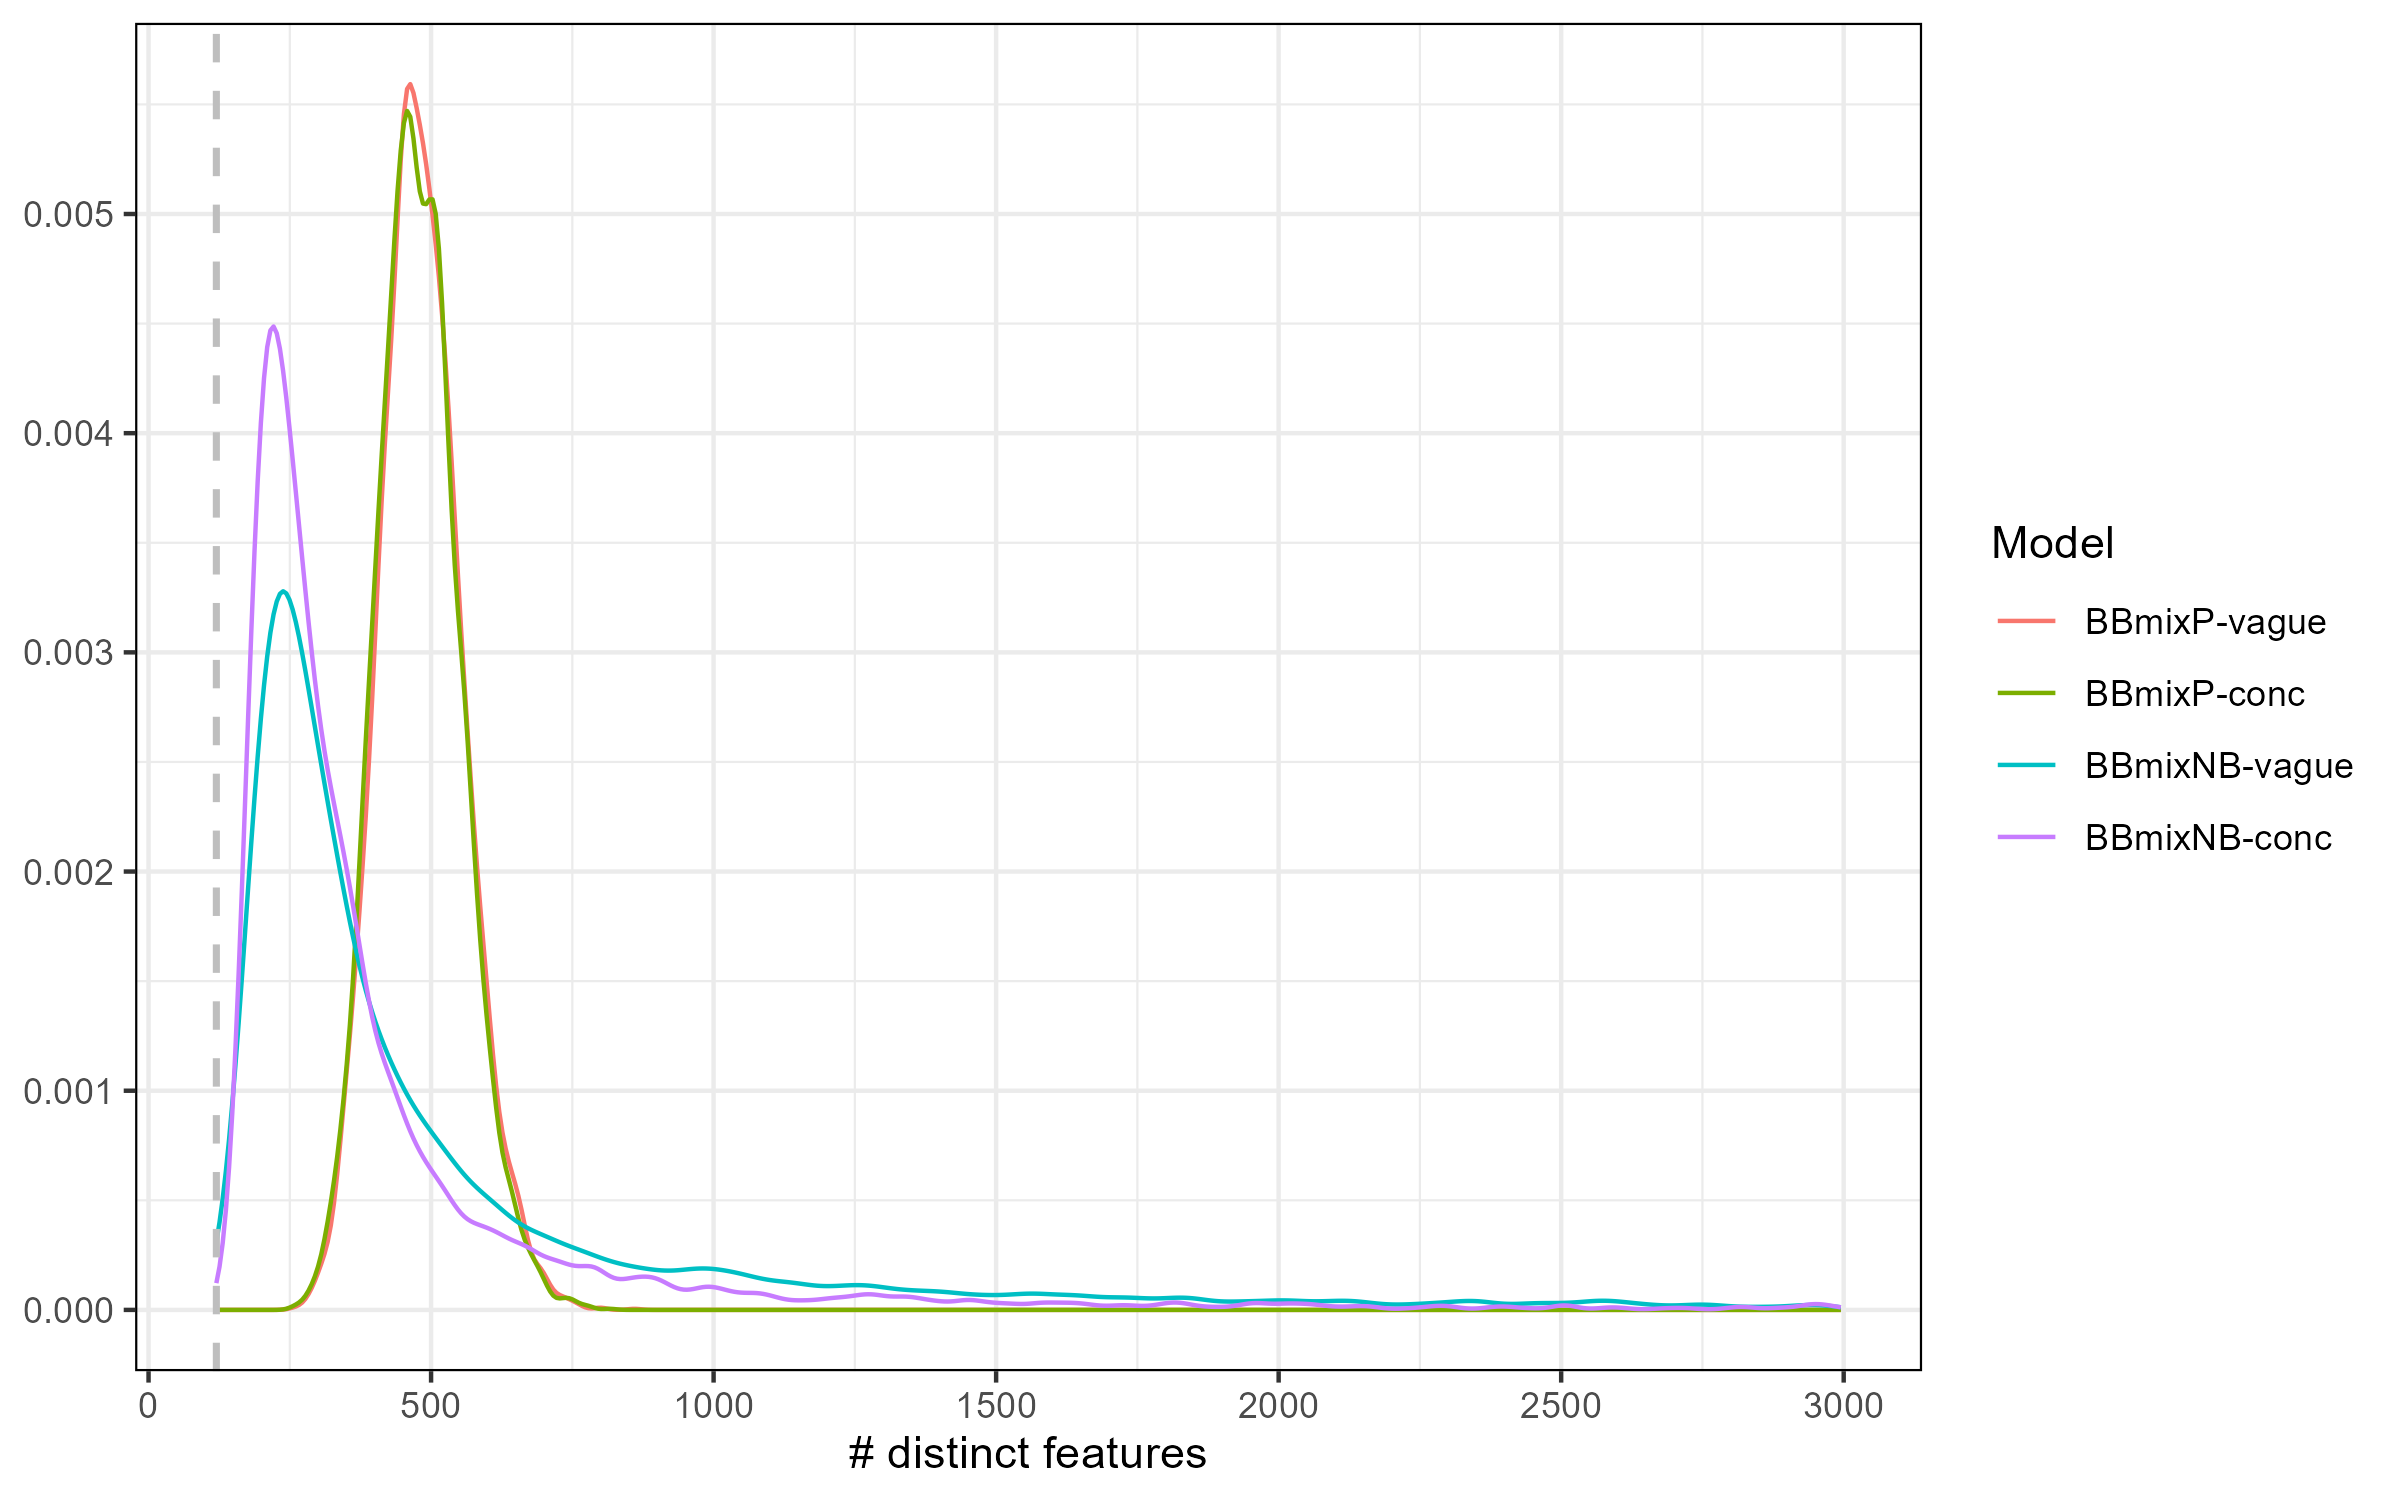 0.005
0.004
0.003
0.002
0.001
0.000
0 500 1000 1500 2000 2500 3000
# distinct features
Model
BBmixP-vague
BBmixP-conc
BBmixNB-vague
BBmixNB-conc